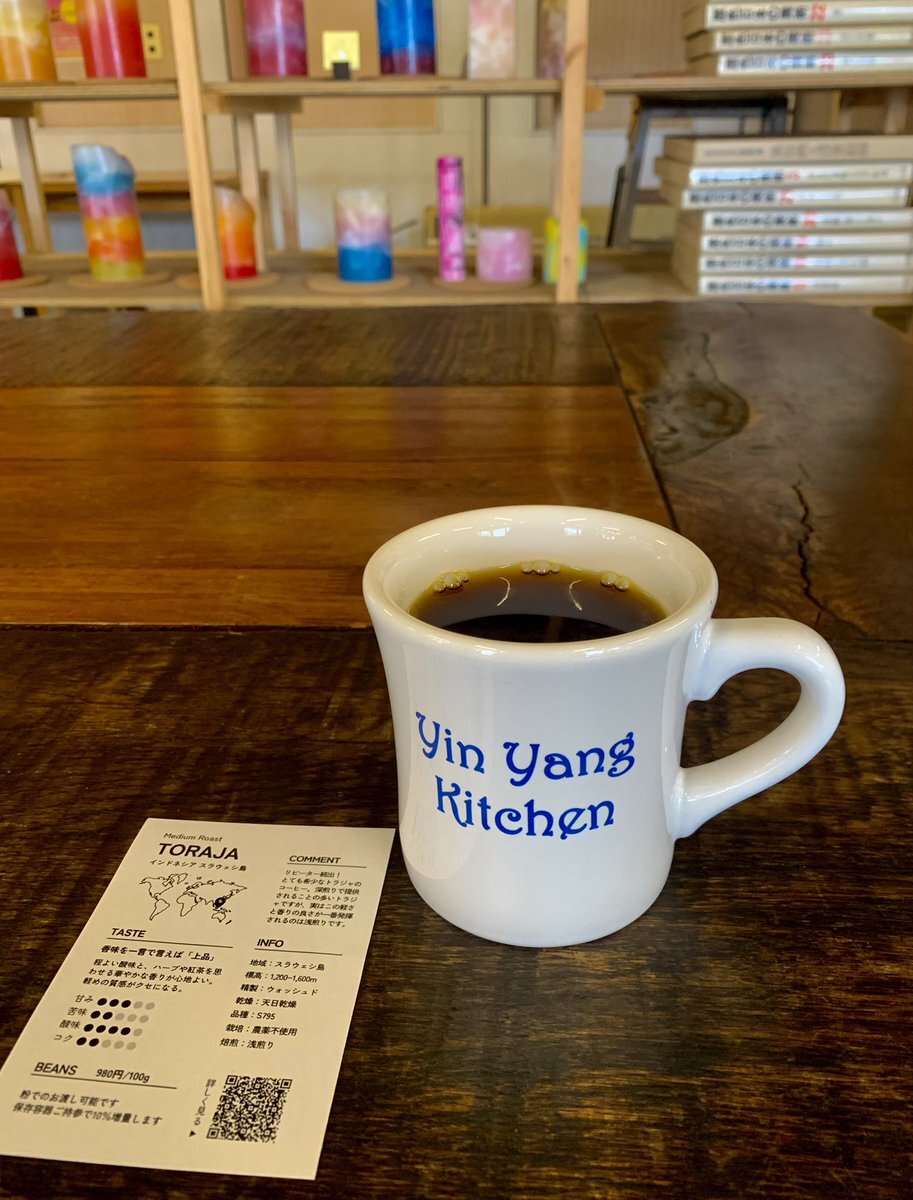 Yin Yang
Kitchen
Medium Roast
TORAJA
インドネシア スラウェシ島
COMMENT
リピーター続出！
とても希少なトラジャの
コーヒー。深煎りで提供
されることの多いトラジ
ャですが、実はこの軽さ
と香りの良さが一番発揮
されるのは浅煎りです。
TASTE
香味を一言で言えば「上品」
程よい酸味と、ハーブや紅茶を思
わせる華やかな香りが心地よい。
軽めの質感がクセになる。
甘み
苦味
酸味
コク
INFO
地域：スラウェシ島
標高：1,200-1,600m
精製：ウォッシュド
乾燥：天日乾燥
品種：S795
栽培：農薬不使用
焙煎：浅煎り
BEANS 980円/100g
粉でのお渡し可能です
保存容器ご持参で10%増量します
詳しく見る▶